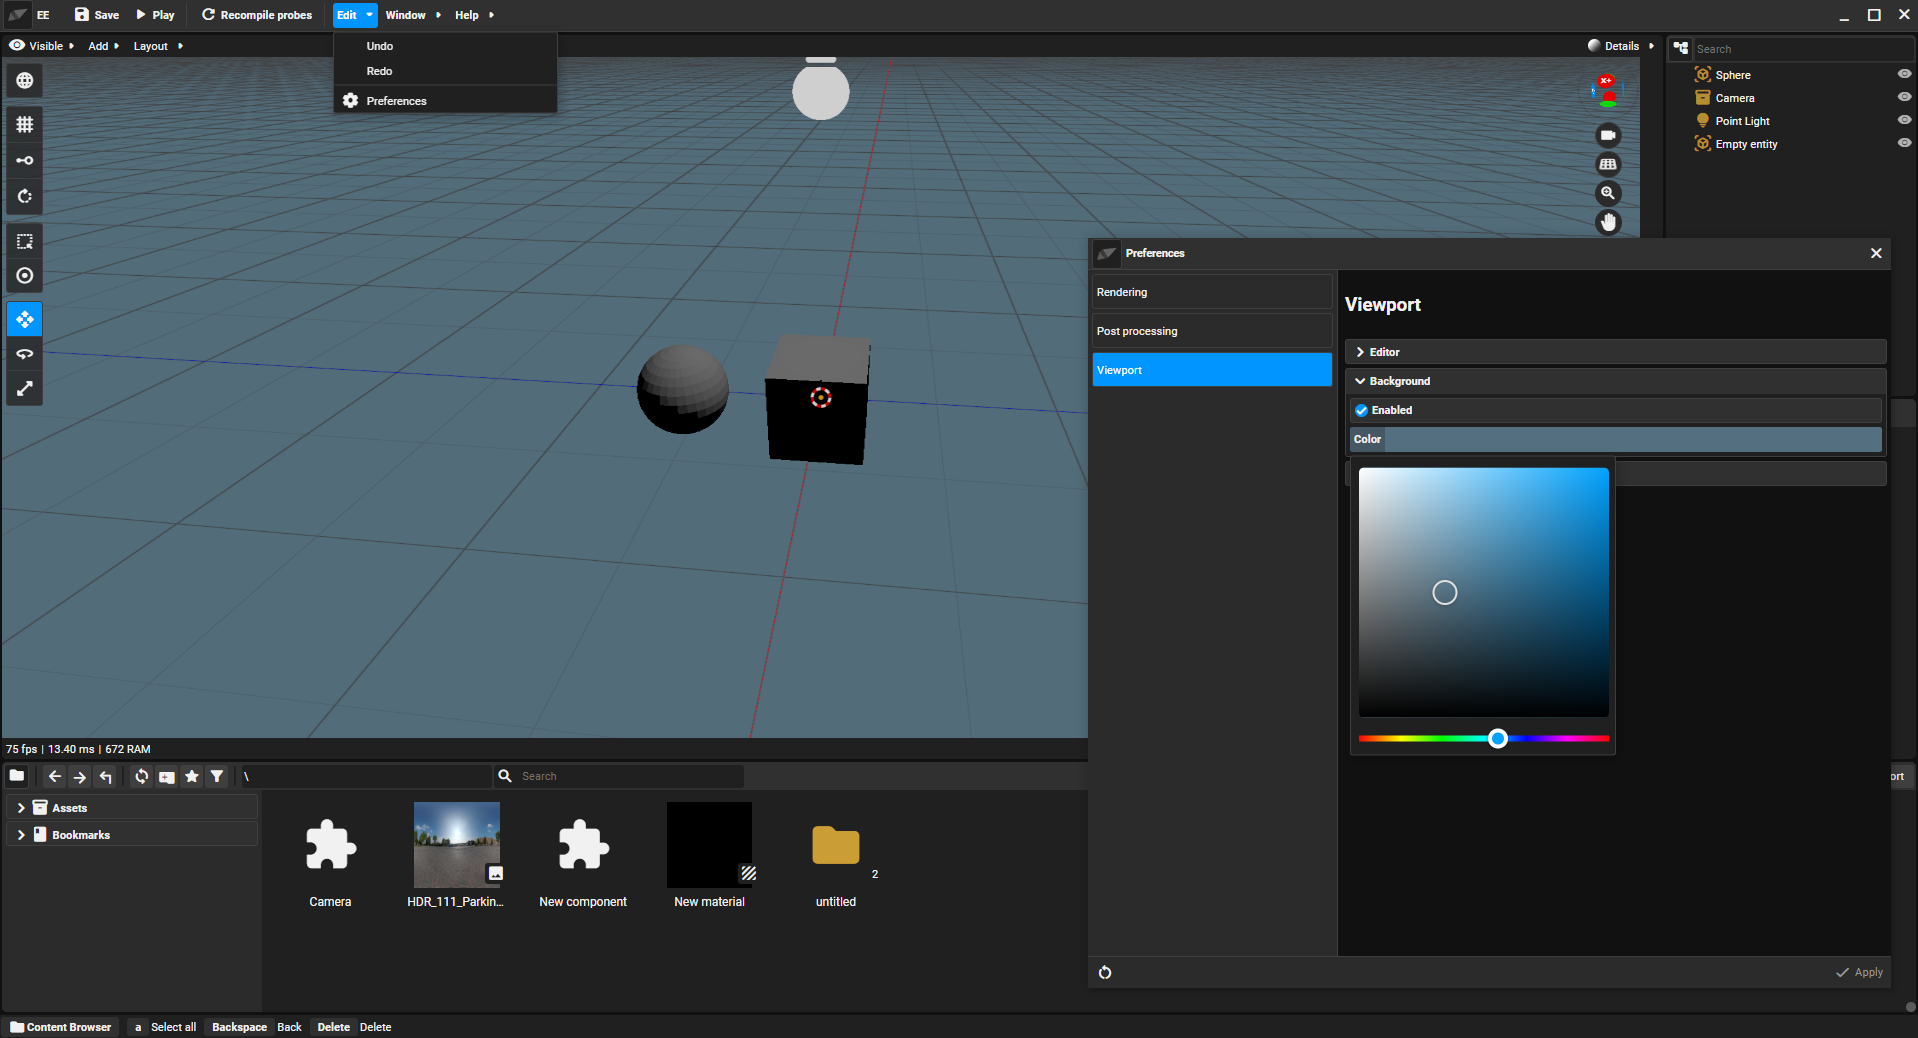 EE Save Play Recompile probes Edit Window Help
Visible Add Layout
Details
Undo
Redo
Preferences
X+
Search
Sphere
Camera
Point Light
Empty entity
Preferences
Rendering
Post processing
Viewport
Viewport
Editor
Background
Enabled
Color
Apply
75 fps | 13.40 ms | 672 RAM
\
Search
ort
Assets
Bookmarks
Camera
HDR_111_Parkin...
New component
New material
untitled
2
Content Browser a Select all Backspace Back Delete Delete